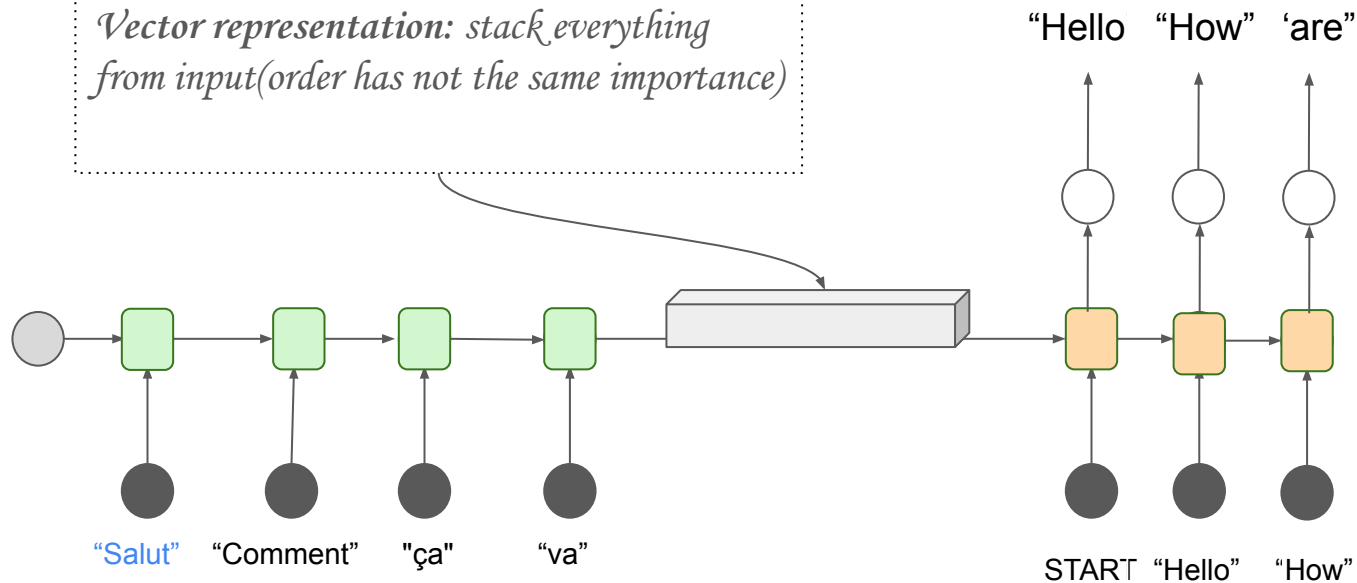 Vector representation: stack everything
from input(order has not the same importance)
“Hello “How” ‘are”
“Salut” “Comment” "ça" “va”
START “Hello” “How”